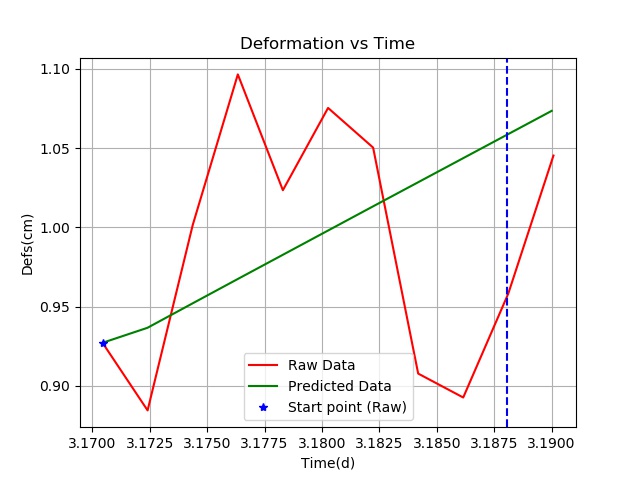 Deformation vs Time
1.10
1.05
1.00
0.95
0.90
Defs(cm)
Raw Data
Predicted Data
Start point (Raw)
3.1700 3.1725 3.1750 3.1775 3.1800 3.1825 3.1850 3.1875 3.1900
Time(d)